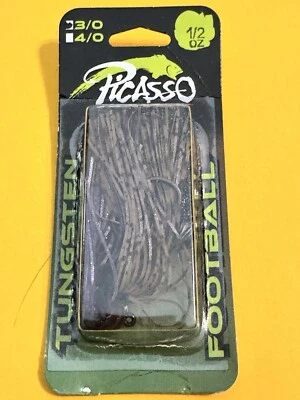 3/0
4/0
1/2
OZ
PICASSO
TUNGSTEN
FOOTBALL